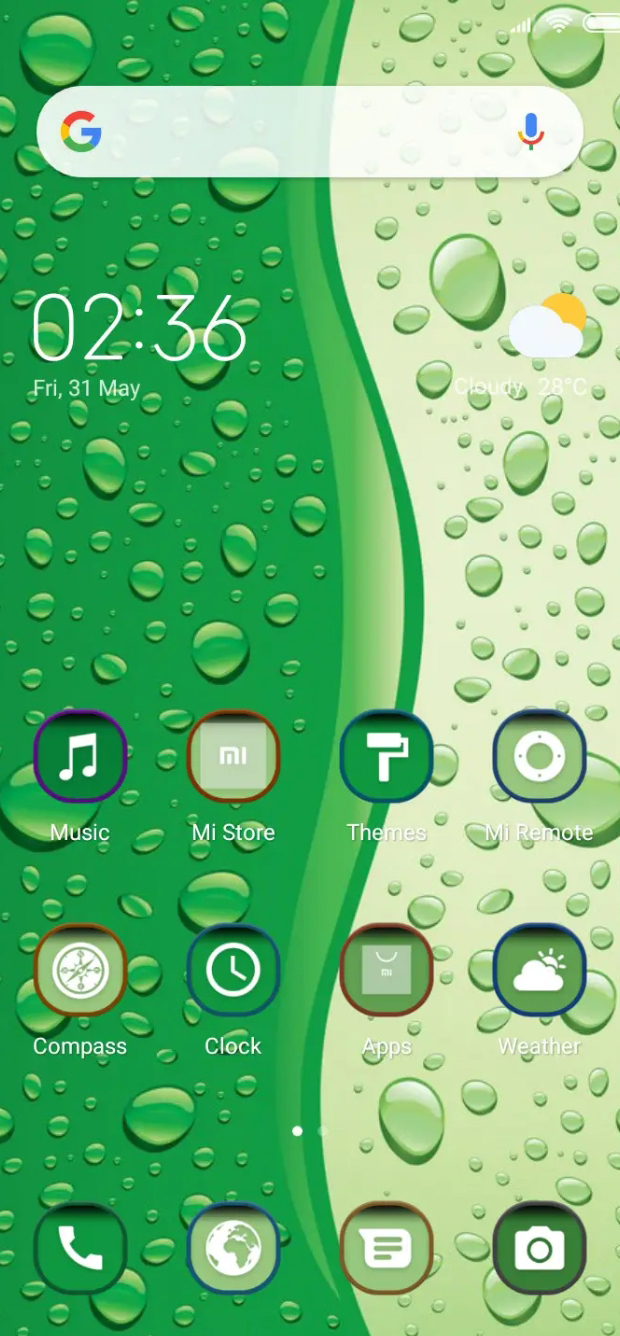 G
02:36
Fri, 31 May
Cloudy 28°C
mi
Music
Mi Store
Themes
Mi Remote
mi
Compass
Clock
Apps
Weather